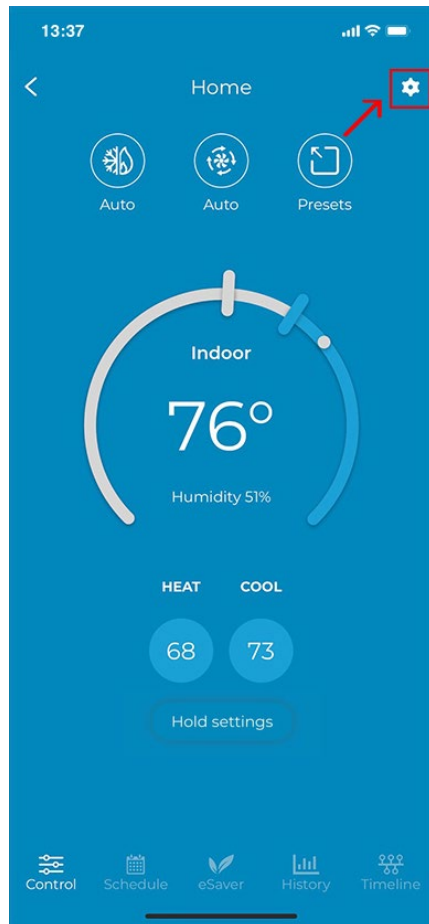 13:37
Home
Auto Auto Presets
Indoor
76°
Humidity 51%
HEAT COOL
68 73
Hold settings
Control Schedule eSaver History Timeline